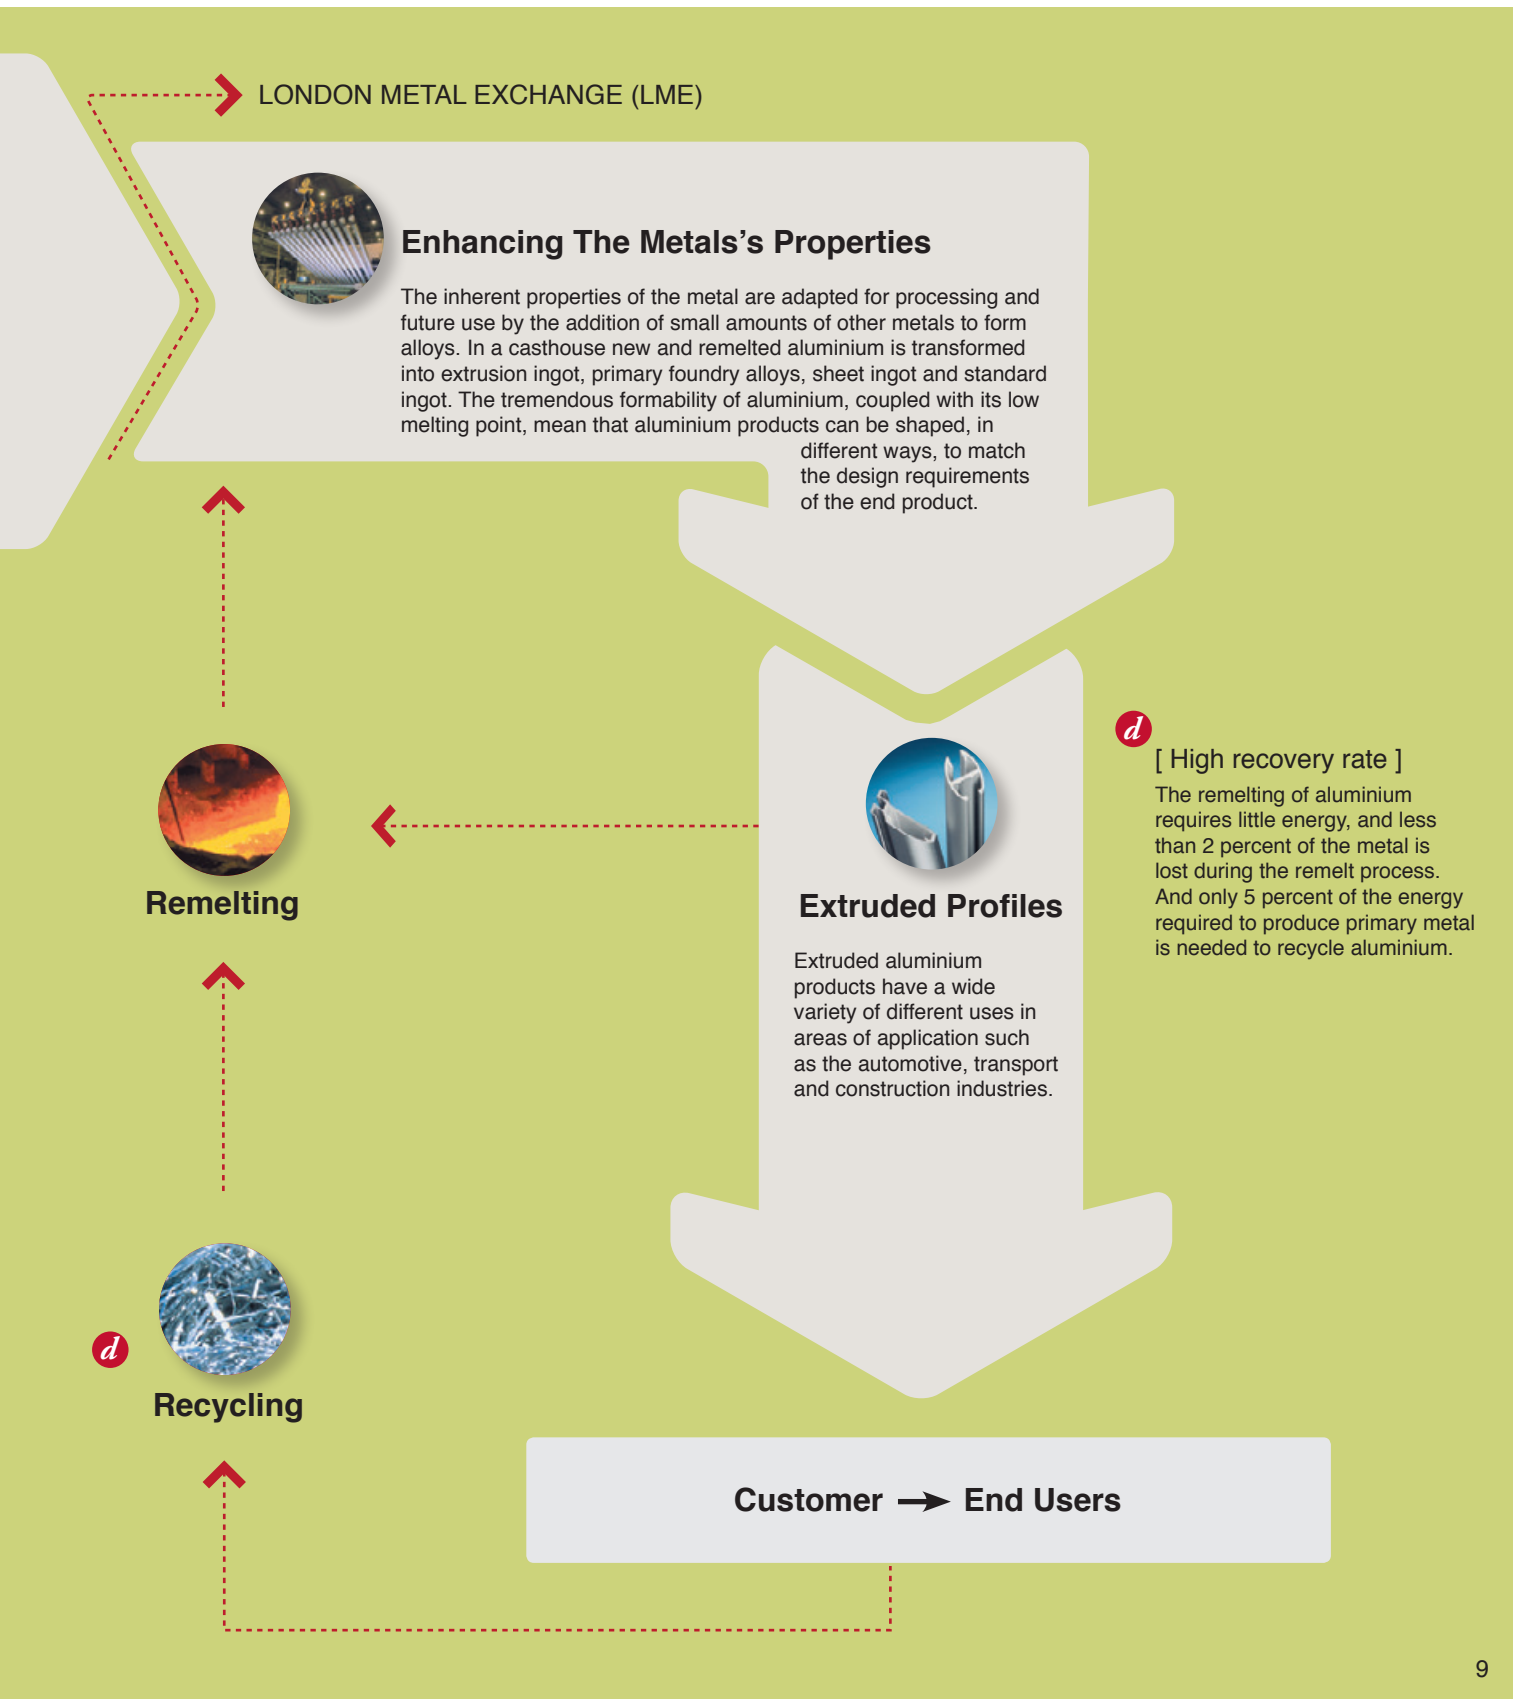 LONDON METAL EXCHANGE (LME)
Enhancing The Metals's Properties
The inherent properties of the metal are adapted for processing and
future use by the addition of small amounts of other metals to form
alloys. In a casthouse new and remelted aluminium is transformed
into extrusion ingot, primary foundry alloys, sheet ingot and standard
ingot. The tremendous formability of aluminium, coupled with its low
melting point, mean that aluminium products can be shaped, in
different ways, to match
the design requirements
of the end product.
d
[ High recovery rate ]
The remelting of aluminium
requires little energy, and less
than 2 percent of the metal is
lost during the remelt process.
And only 5 percent of the energy
required to produce primary metal
is needed to recycle aluminium.
Remelting
Extruded Profiles
Extruded aluminium
products have a wide
variety of different uses in
areas of application such
as the automotive, transport
and construction industries.
d
Recycling
Customer → End Users
9